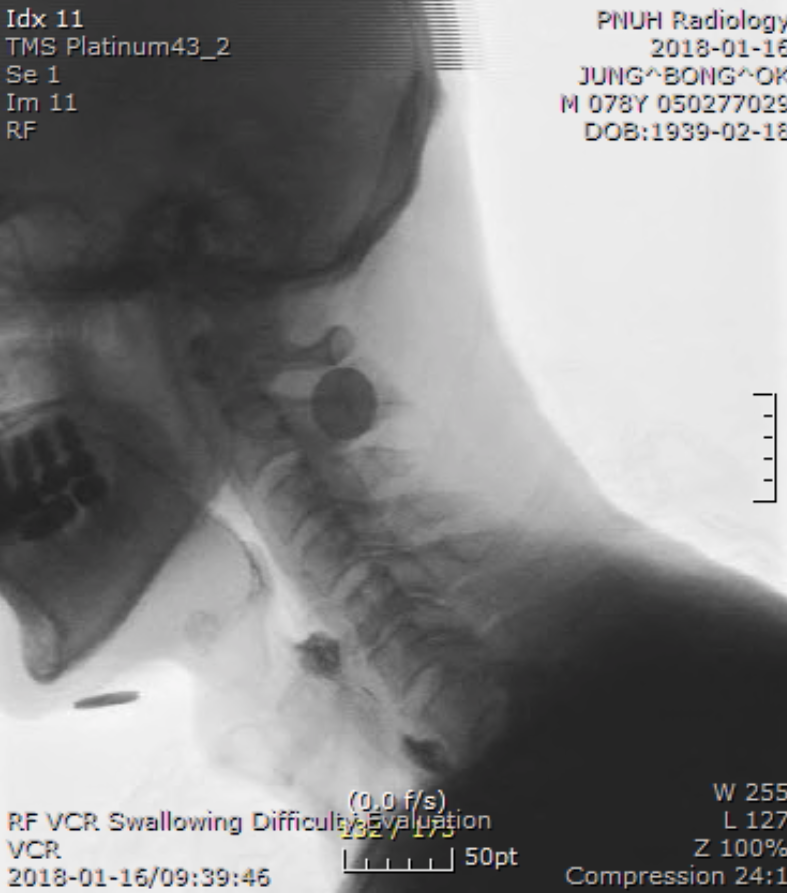 Idx 11
TMS Platinum43_2
Se 1
Im 11
RF
PNUH Radiology
2018-01-16
JUNG^BONG^OK
M 078Y 050277029
DOB:1939-02-18
(0.0 f/s)
RF VCR Swallowing Difficulty Evaluation
VCR
2018-01-16/09:39:46
50pt
W 255
L 127
Z 100%
Compression 24:1